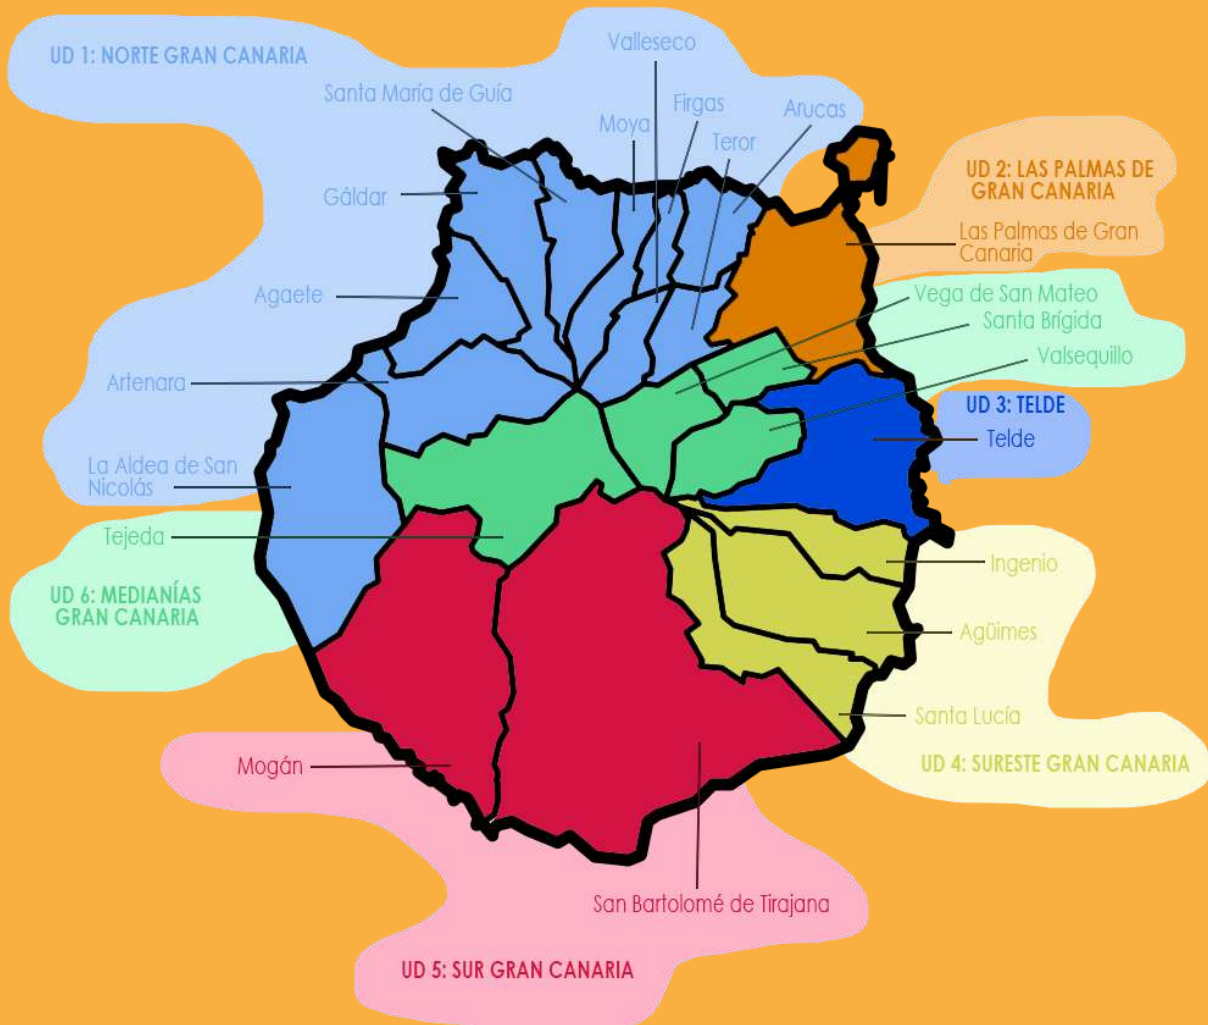 UD 1: NORTE GRAN CANARIA
Valleseco
Santa María de Guía
Firgas
Arucas
Moya
Teror
Gáldar
UD 2: LAS PALMAS DE
GRAN CANARIA
Las Palmas de Gran
Canaria
Agaete
Vega de San Mateo
Santa Brígida
Valsequillo
Artenara
UD 3: TELDE
Telde
La Aldea de San
Nicolás
Tejeda
Ingenio
UD 6: MEDIANÍAS
GRAN CANARIA
Agüimes
Santa Lucía
Mogán
UD 4: SURESTE GRAN CANARIA
San Bartolomé de Tirajana
UD 5: SUR GRAN CANARIA